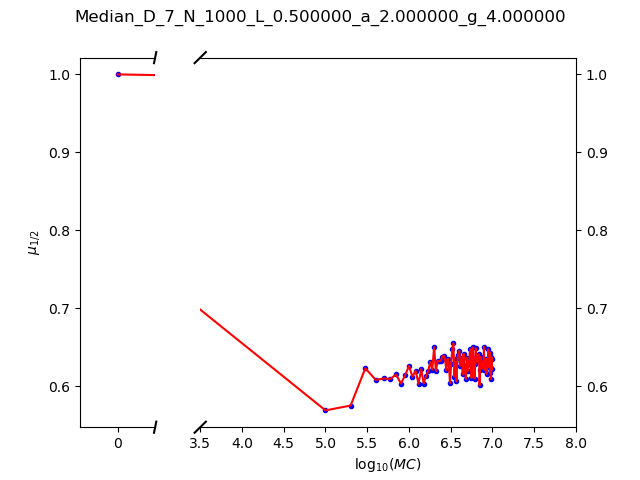 Median_D_7_N_1000_L_0.500000_a_2.000000_g_4.000000
1.0 1.0
0.9 0.9
0.8 0.8
0.7 0.7
0.6 0.6
μ1/2
0 3.5 4.0 4.5 5.0 5.5 6.0 6.5 7.0 7.5 8.0
log10(MC)